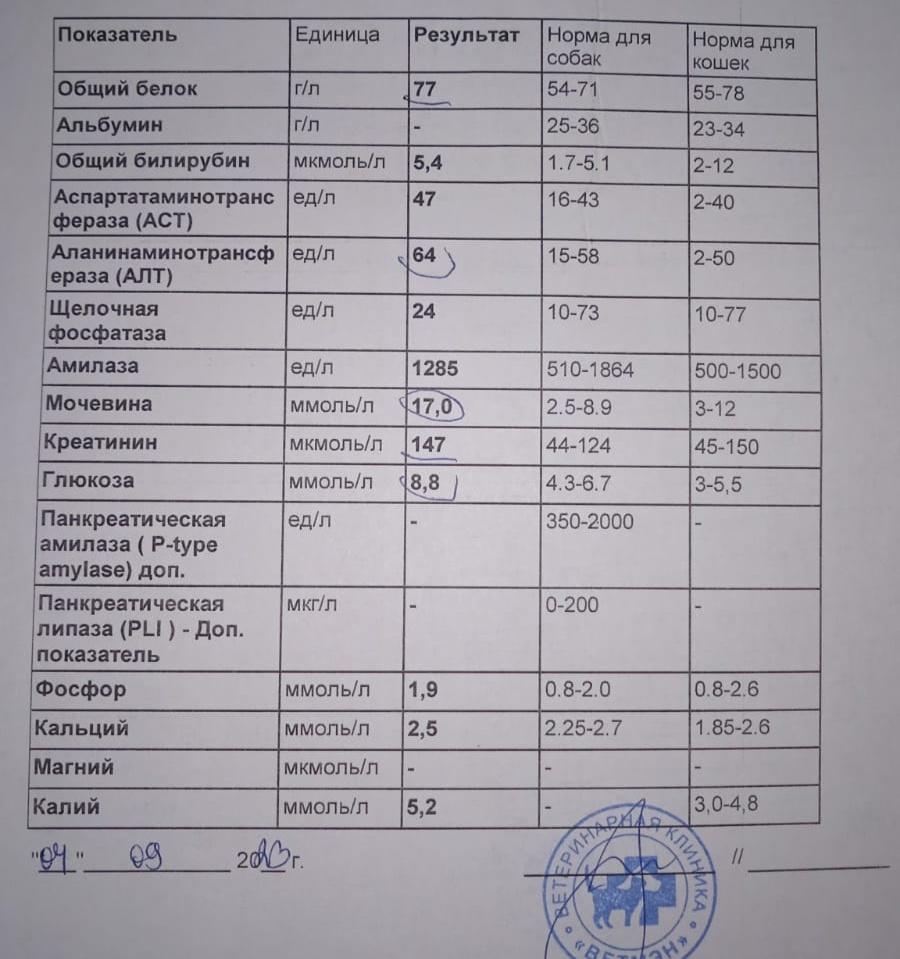 Показатель Единица Результат Норма для собак Норма для кошек
Общий белок г/л 77 54-71 55-78
Альбумин г/л - 25-36 23-34
Общий билирубин мкмоль/л 5,4 1.7-5.1 2-12
Аспартатаминотранс
фераза (АСТ) ед/л 47 16-43 2-40
Аланинаминотрансф
ераза (АЛТ) ед/л 64 15-58 2-50
Щелочная
фосфатаза ед/л 24 10-73 10-77
Амилаза ед/л 1285 510-1864 500-1500
Мочевина ммоль/л 17,0 2.5-8.9 3-12
Креатинин мкмоль/л 147 44-124 45-150
Глюкоза ммоль/л 8,8 4.3-6.7 3-5,5
Панкреатическая
амилаза ( P-type
amylase) доп. ед/л - 350-2000 -
Панкреатическая
липаза (PLI ) - Доп.
показатель мкг/л - 0-200 -
Фосфор ммоль/л 1,9 0.8-2.0 0.8-2.6
Кальций ммоль/л 2,5 2.25-2.7 1.85-2.6
Магний мкмоль/л - - -
Калий ммоль/л 5,2 - 3,0-4,8
"04" 09 2023г. //
ВЕТЕРИНАРНАЯ КЛИНИКА
«ВЕТМЭН»